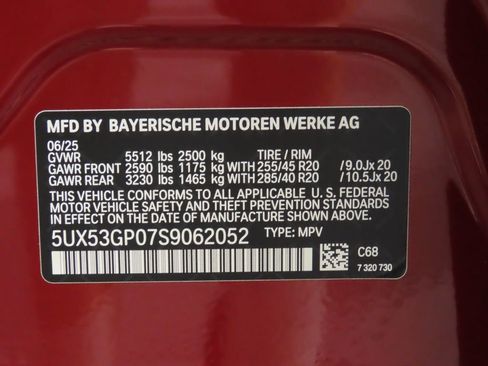 MFD BY BAYERISCHE MOTOREN WERKE AG
06/25
GVWR 5512 lbs 2500 kg TIRE / RIM
GAWR FRONT 2590 lbs 1175 kg WITH 255/45 R20 /9.0Jx 20
GAWR REAR 3230 lbs 1465 kg WITH 285/40 R20 /10.5Jx 20
THIS VEHICLE CONFORMS TO ALL APPLICABLE U. S. FEDERAL
MOTOR VEHICLE SAFETY, BUMPER, AND THEFT PREVENTION
STANDARDS IN EFFECT ON THE DATE OF MANUFACTURE
SHOWN ABOVE.
5UX53GP07S9062052 TYPE: MPV
C68
7 320 730